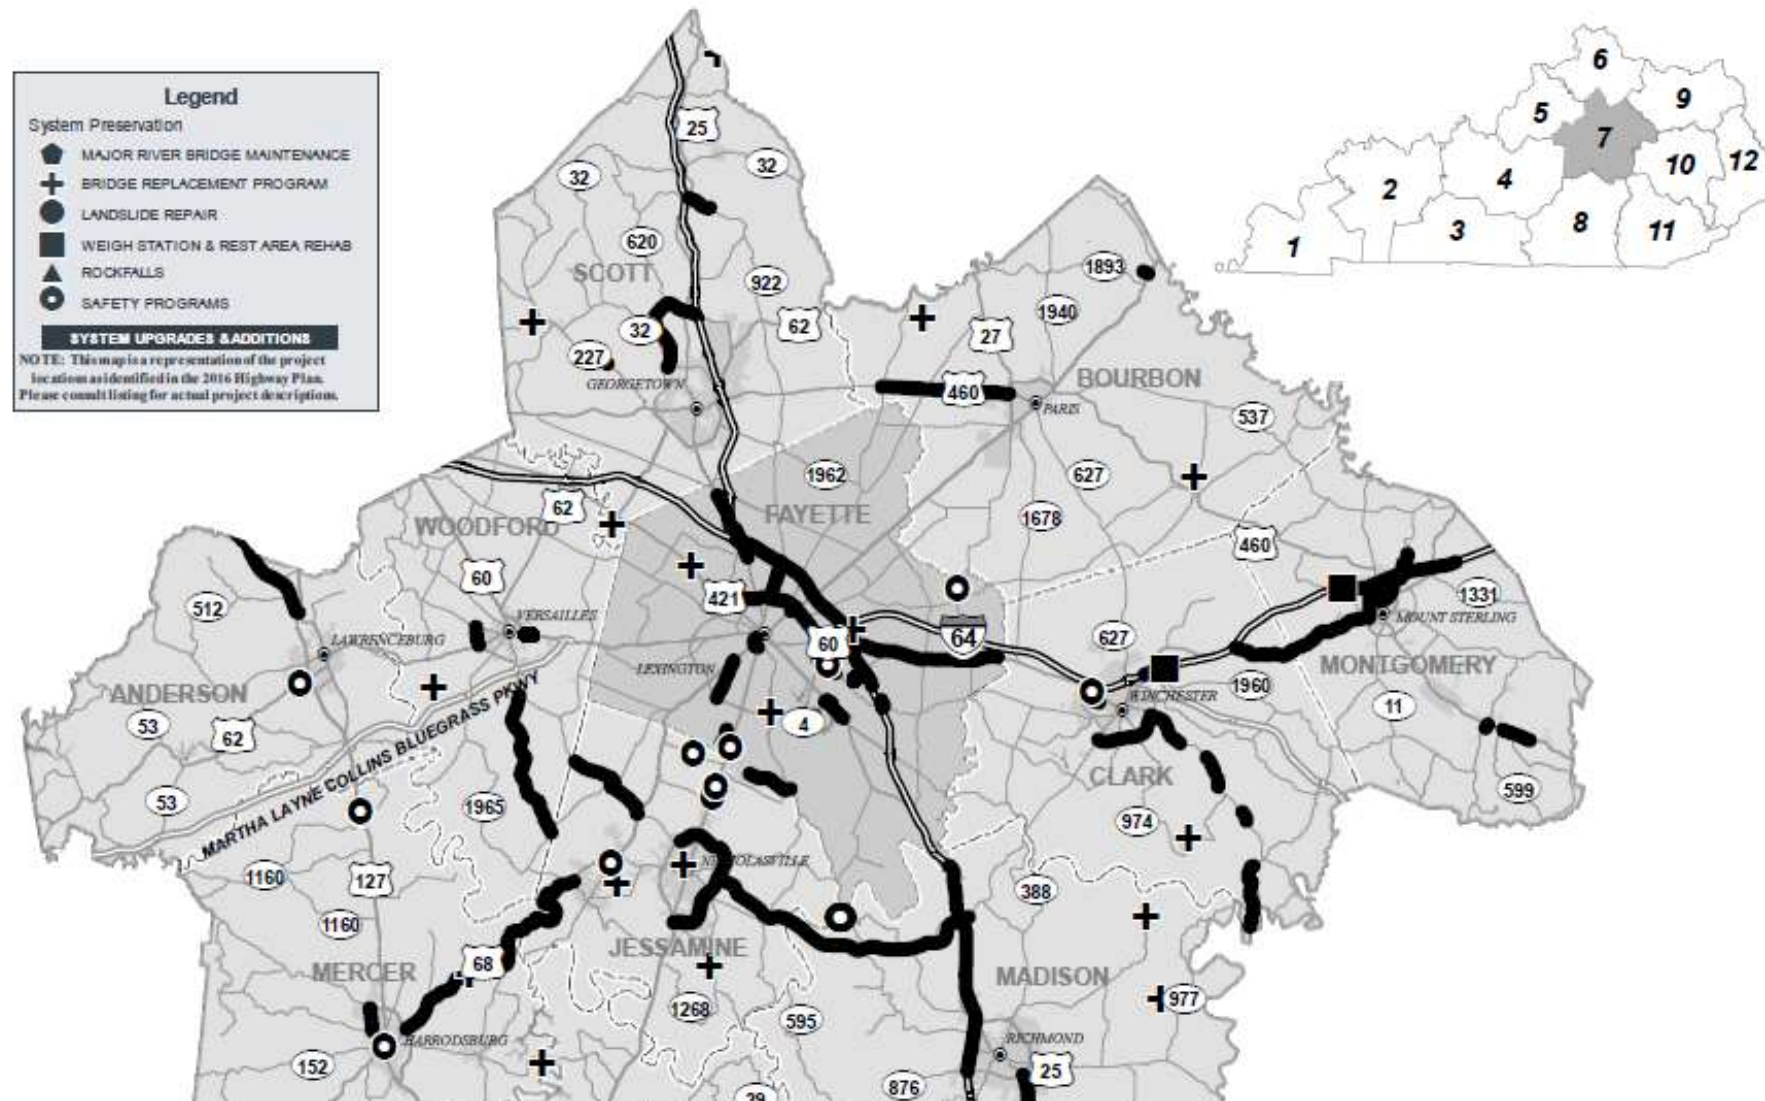 Legend
System Preservation
MAJOR RIVER BRIDGE MAINTENANCE
BRIDGE REPLACEMENT PROGRAM
LANDSLIDE REPAIR
WEIGH STATION & REST AREA REHAB
ROCKFALLS
SAFETY PROGRAMS
SYSTEM UPGRADES & ADDITIONS
NOTE: This map is a representation of the project
locations as identified in the 2016 Highway Plan.
Please consult listing for actual project descriptions.
6
9
5
7
10
12
4
2
3
8
11
1
25
32
32
620
SCOTT
922
1893
1940
62
32
27
227
GEORGETOWN
460
BOURBON
PARIS
537
1962
627
62
WOODFORD
FAYETTE
1678
460
60
421
512
VERSAILLES
1331
MOUNT STERLING
LAWRENCEBURG
60
64
627
LEXINGTON
MONTGOMERY
ANDERSON
WINCHESTER
1960
11
53
62
4
MARTHA LAYNE COLLINS BLUEGRASS PKWY
CLARK
599
53
1965
974
NICHOLASVILLE
1160
127
388
1160
JESSAMINE
68
MERCER
MADISON
977
1268
595
HARRODSBURG
RICHMOND
152
25
876
39